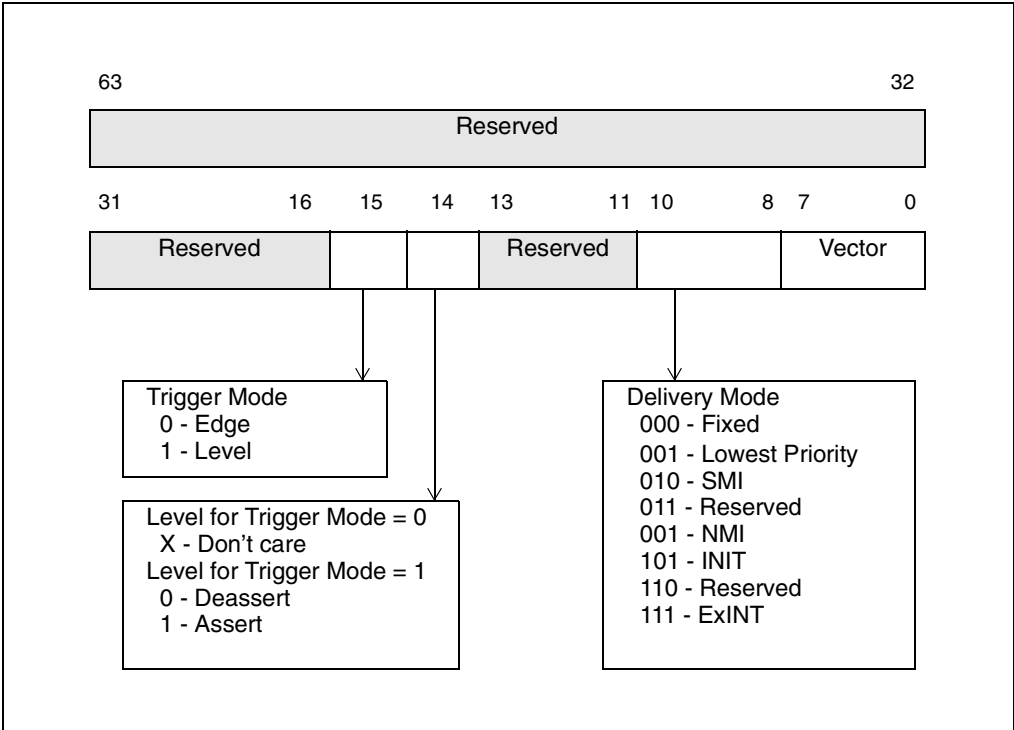 63 32
Reserved
31 16 15 14 13 11 10 8 7 0
Reserved Reserved Vector
Trigger Mode
0 - Edge
1 - Level
Level for Trigger Mode = 0
X - Don't care
Level for Trigger Mode = 1
0 - Deassert
1 - Assert
Delivery Mode
000 - Fixed
001 - Lowest Priority
010 - SMI
011 - Reserved
001 - NMI
101 - INIT
110 - Reserved
111 - ExINT